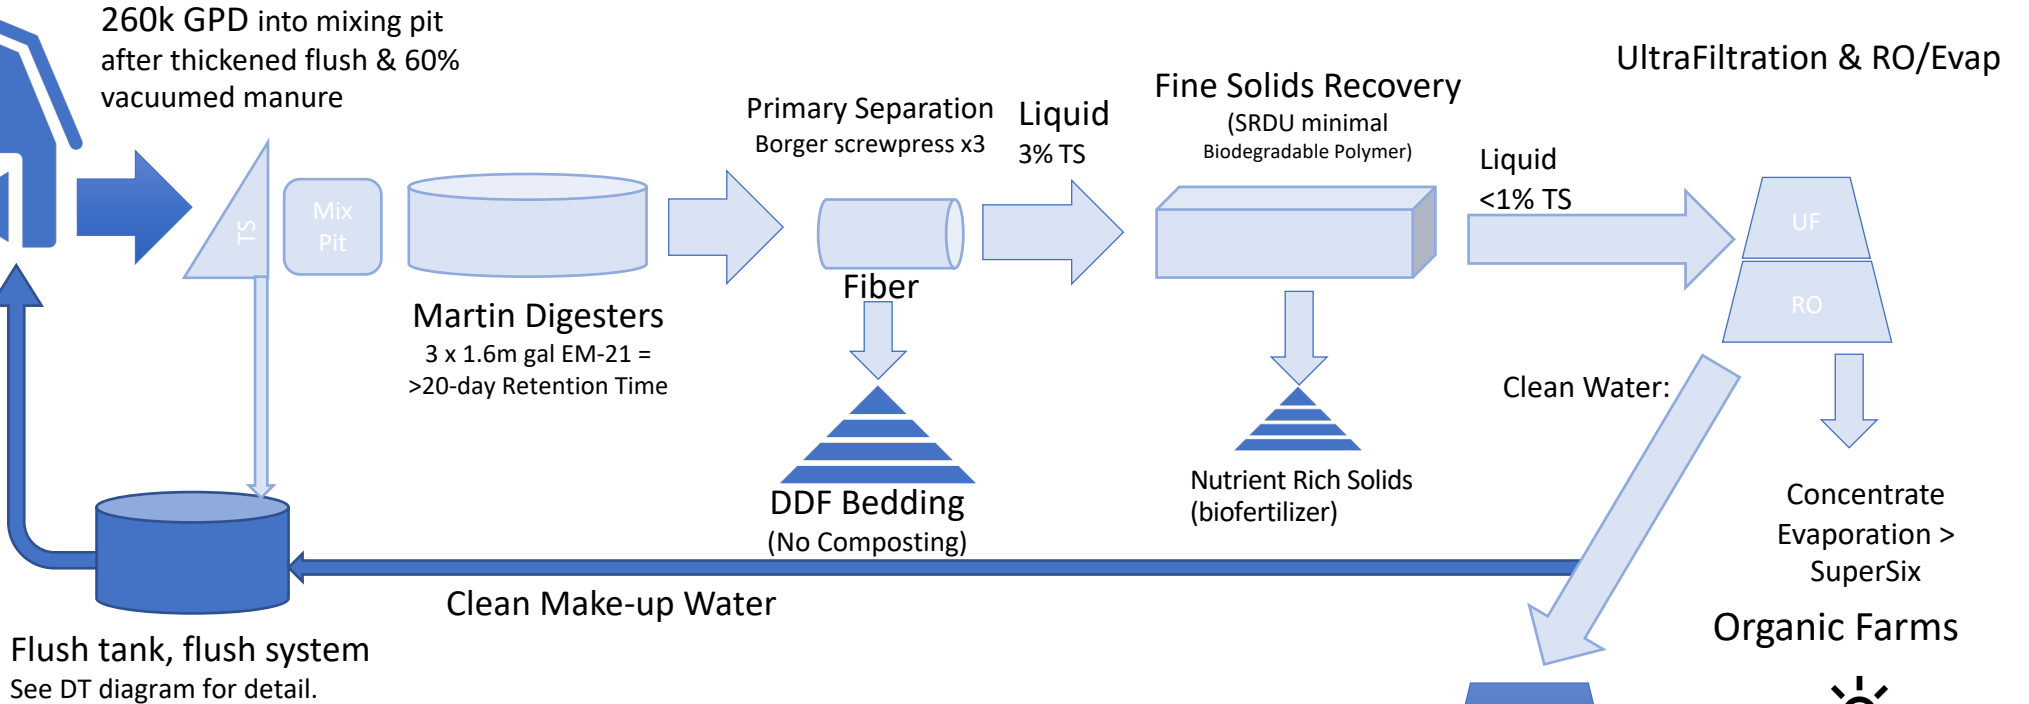 260k GPD into mixing pit
after thickened flush & 60%
vacuumed manure
TS
Mix
Pit
Martin Digesters
3 x 1.6m gal EM-21 =
>20-day Retention Time
Primary Separation
Borger screwpress x3
Fiber
DDF Bedding
(No Composting)
Liquid
3% TS
Fine Solids Recovery
(SRDU minimal
Biodegradable Polymer)
Nutrient Rich Solids
(biofertilizer)
Liquid
<1% TS
UltraFiltration & RO/Evap
UF
RO
Clean Water:
Concentrate
Evaporation >
SuperSix
Organic Farms
Clean Make-up Water
Flush tank, flush system
See DT diagram for detail.